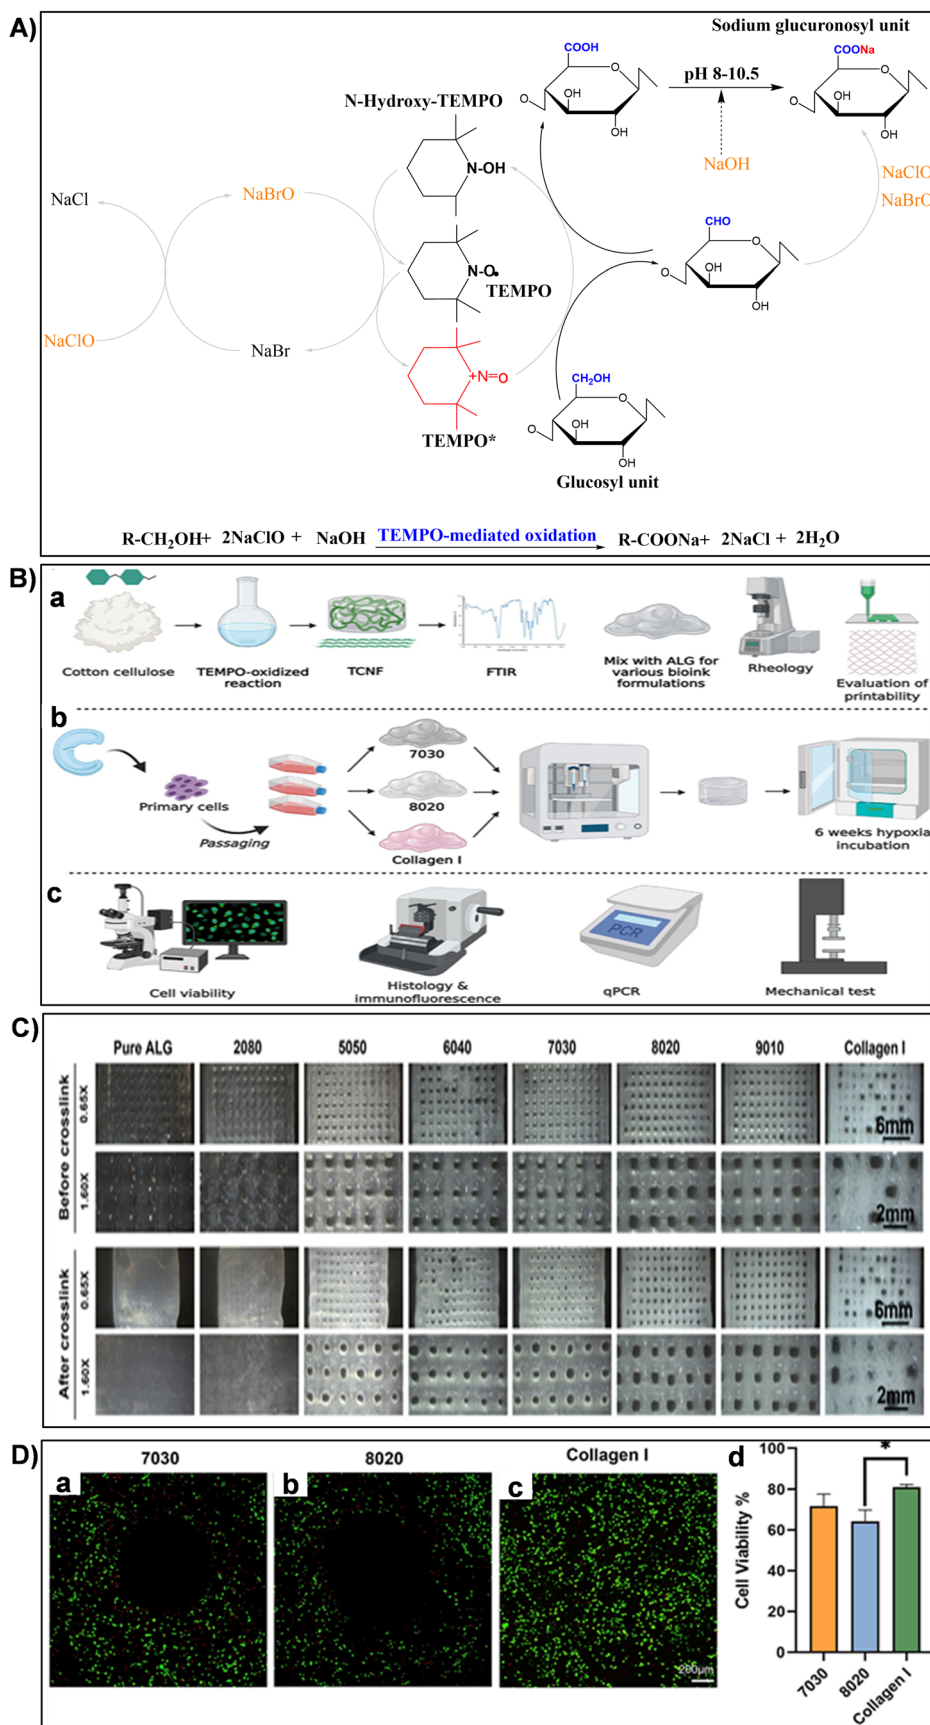 A)
Sodium glucuronosyl unit
COOH
COONa
pH 8-10.5
N-Hydroxy-TEMPO
O
O
OH
OH
O
O
OH
OH
N-OH
NaOH
NaClO
NaBrO
NaCl
NaBrO
CHO
O
O
OH
OH
N-O•
TEMPO
NaClO
NaBr
+N=O
TEMPO*
CH₂OH
O
O
OH
OH
Glucosyl unit
R-CH₂OH+ 2NaClO + NaOH TEMPO-mediated oxidation R-COONa+ 2NaCl + 2H₂O
B)
a
Cotton cellulose
TEMPO-oxidized
reaction
TCNF
FTIR
Mix with ALG for
various bioink
formulations
Rheology
Evaluation of
printability
b
Primary cells
Passaging
7030
8020
Collagen I
6 weeks hypoxia
incubation
c
Cell viability
Histology &
immunofluorescence
PCR
qPCR
Mechanical test
C)
Pure ALG 2080 5050 6040 7030 8020 9010 Collagen I
Before crosslink
0.65X
6mm
1.60X
2mm
After crosslink
0.65X
6mm
1.60X
2mm
D)
7030
8020
Collagen I
a
b
c
200μm
d
*
Cell Viability %
100
80
60
40
20
0
7030
8020
Collagen I